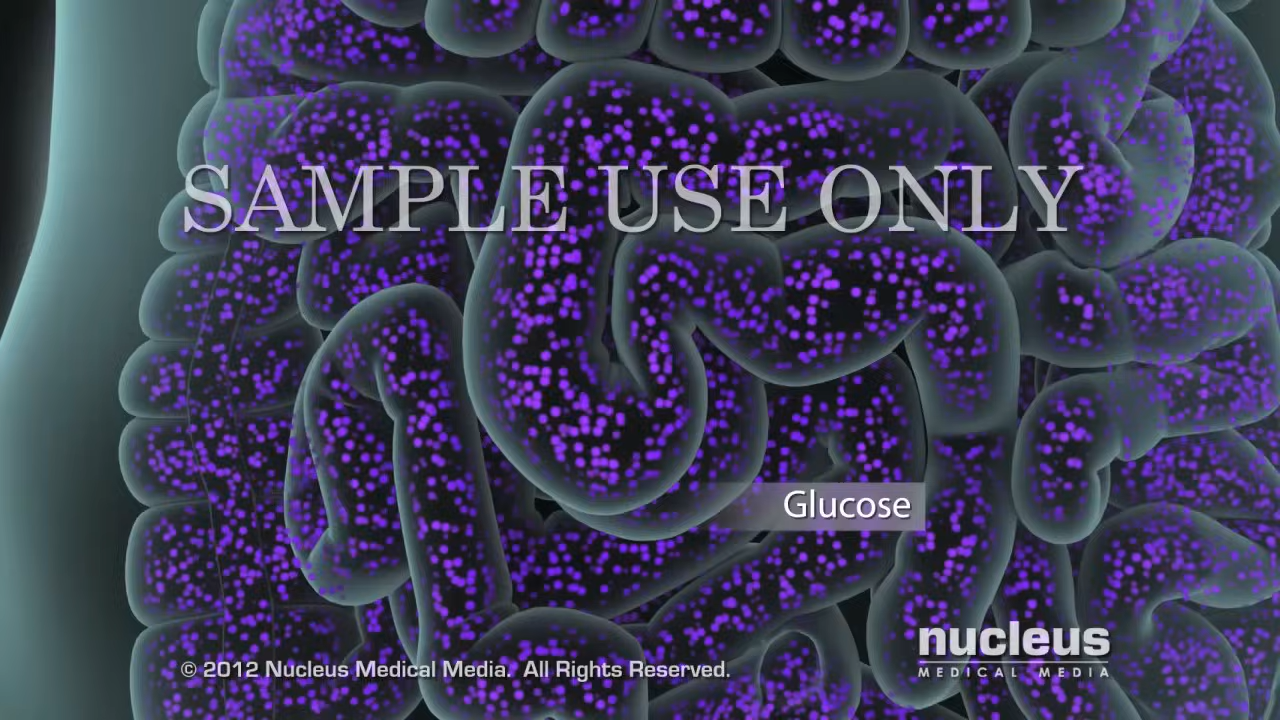 SAMPLE USE ONLY
Glucose
nucleus
MEDICAL MEDIA
© 2012 Nucleus Medical Media. All Rights Reserved.